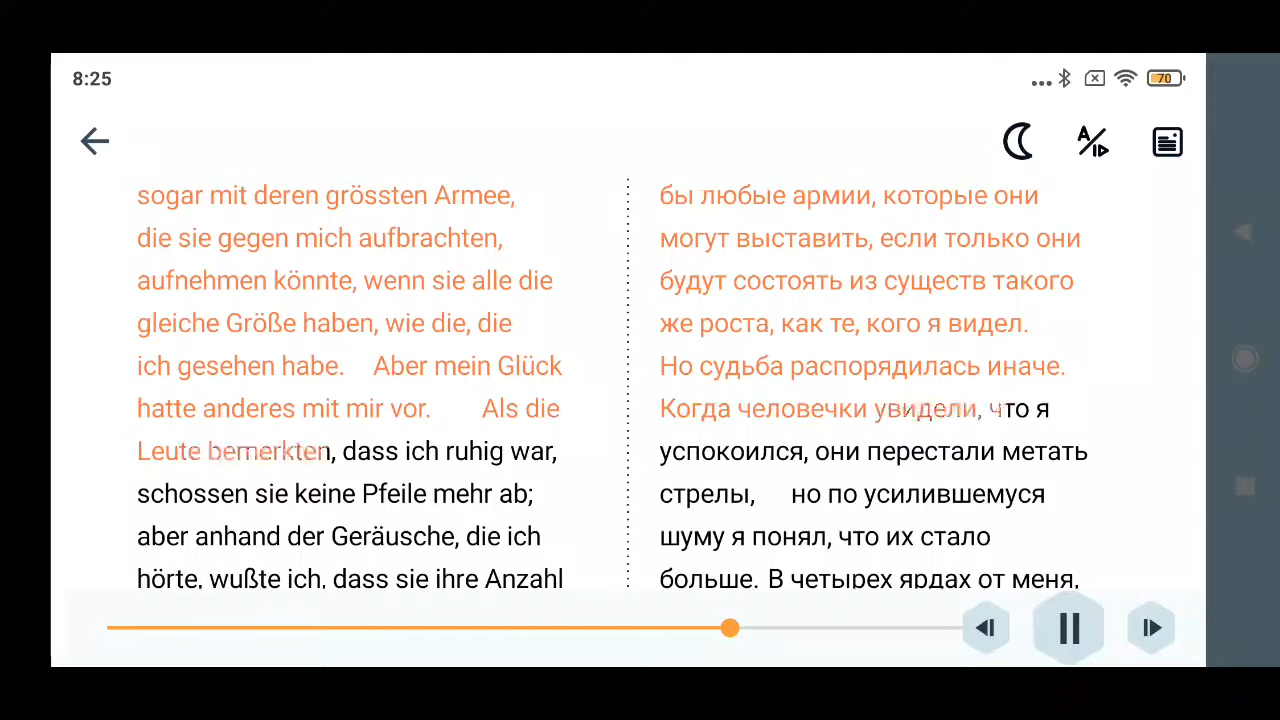 8:25
70
sogar mit deren grössten Armee,
die sie gegen mich aufbrachten,
aufnehmen könnte, wenn sie alle die
gleiche Größe haben, wie die, die
ich gesehen habe. Aber mein Glück
hatte anderes mit mir vor. Als die
Leute bemerkten, dass ich ruhig war,
schossen sie keine Pfeile mehr ab;
aber anhand der Geräusche, die ich
hörte, wußte ich, dass sie ihre Anzahl
бы любые армии, которые они
могут выставить, если только они
будут состоять из существ такого
же роста, как те, кого я видел.
Но судьба распорядилась иначе.
Когда человечки увидели, что я
успокоился, они перестали метать
стрелы, но по усилившемуся
шуму я понял, что их стало
больше. В четырех ярдах от меня,